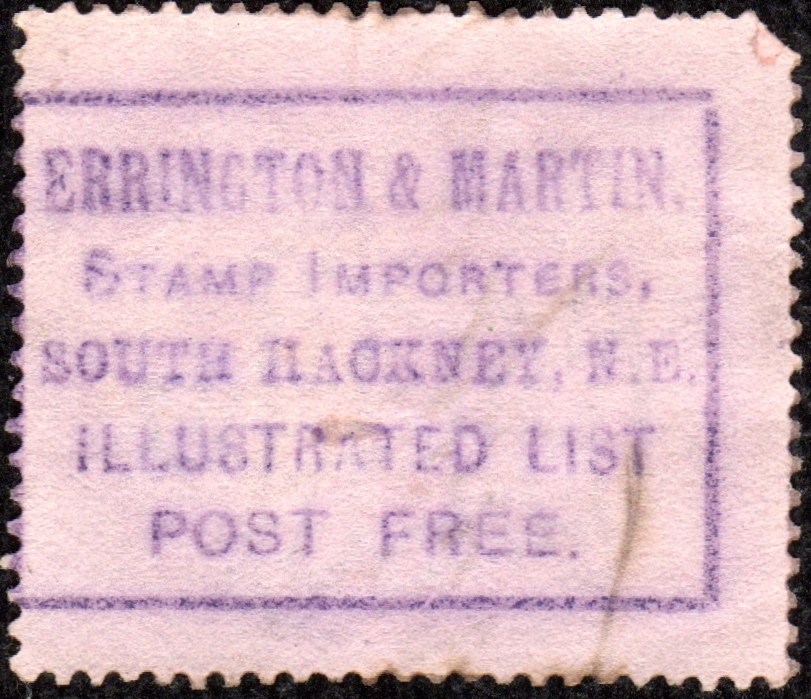 ERRINGTON & MARTIN.
STAMP IMPORTERS,
SOUTH HACKNEY, N.E.
ILLUSTRATED LIST
POST FREE.